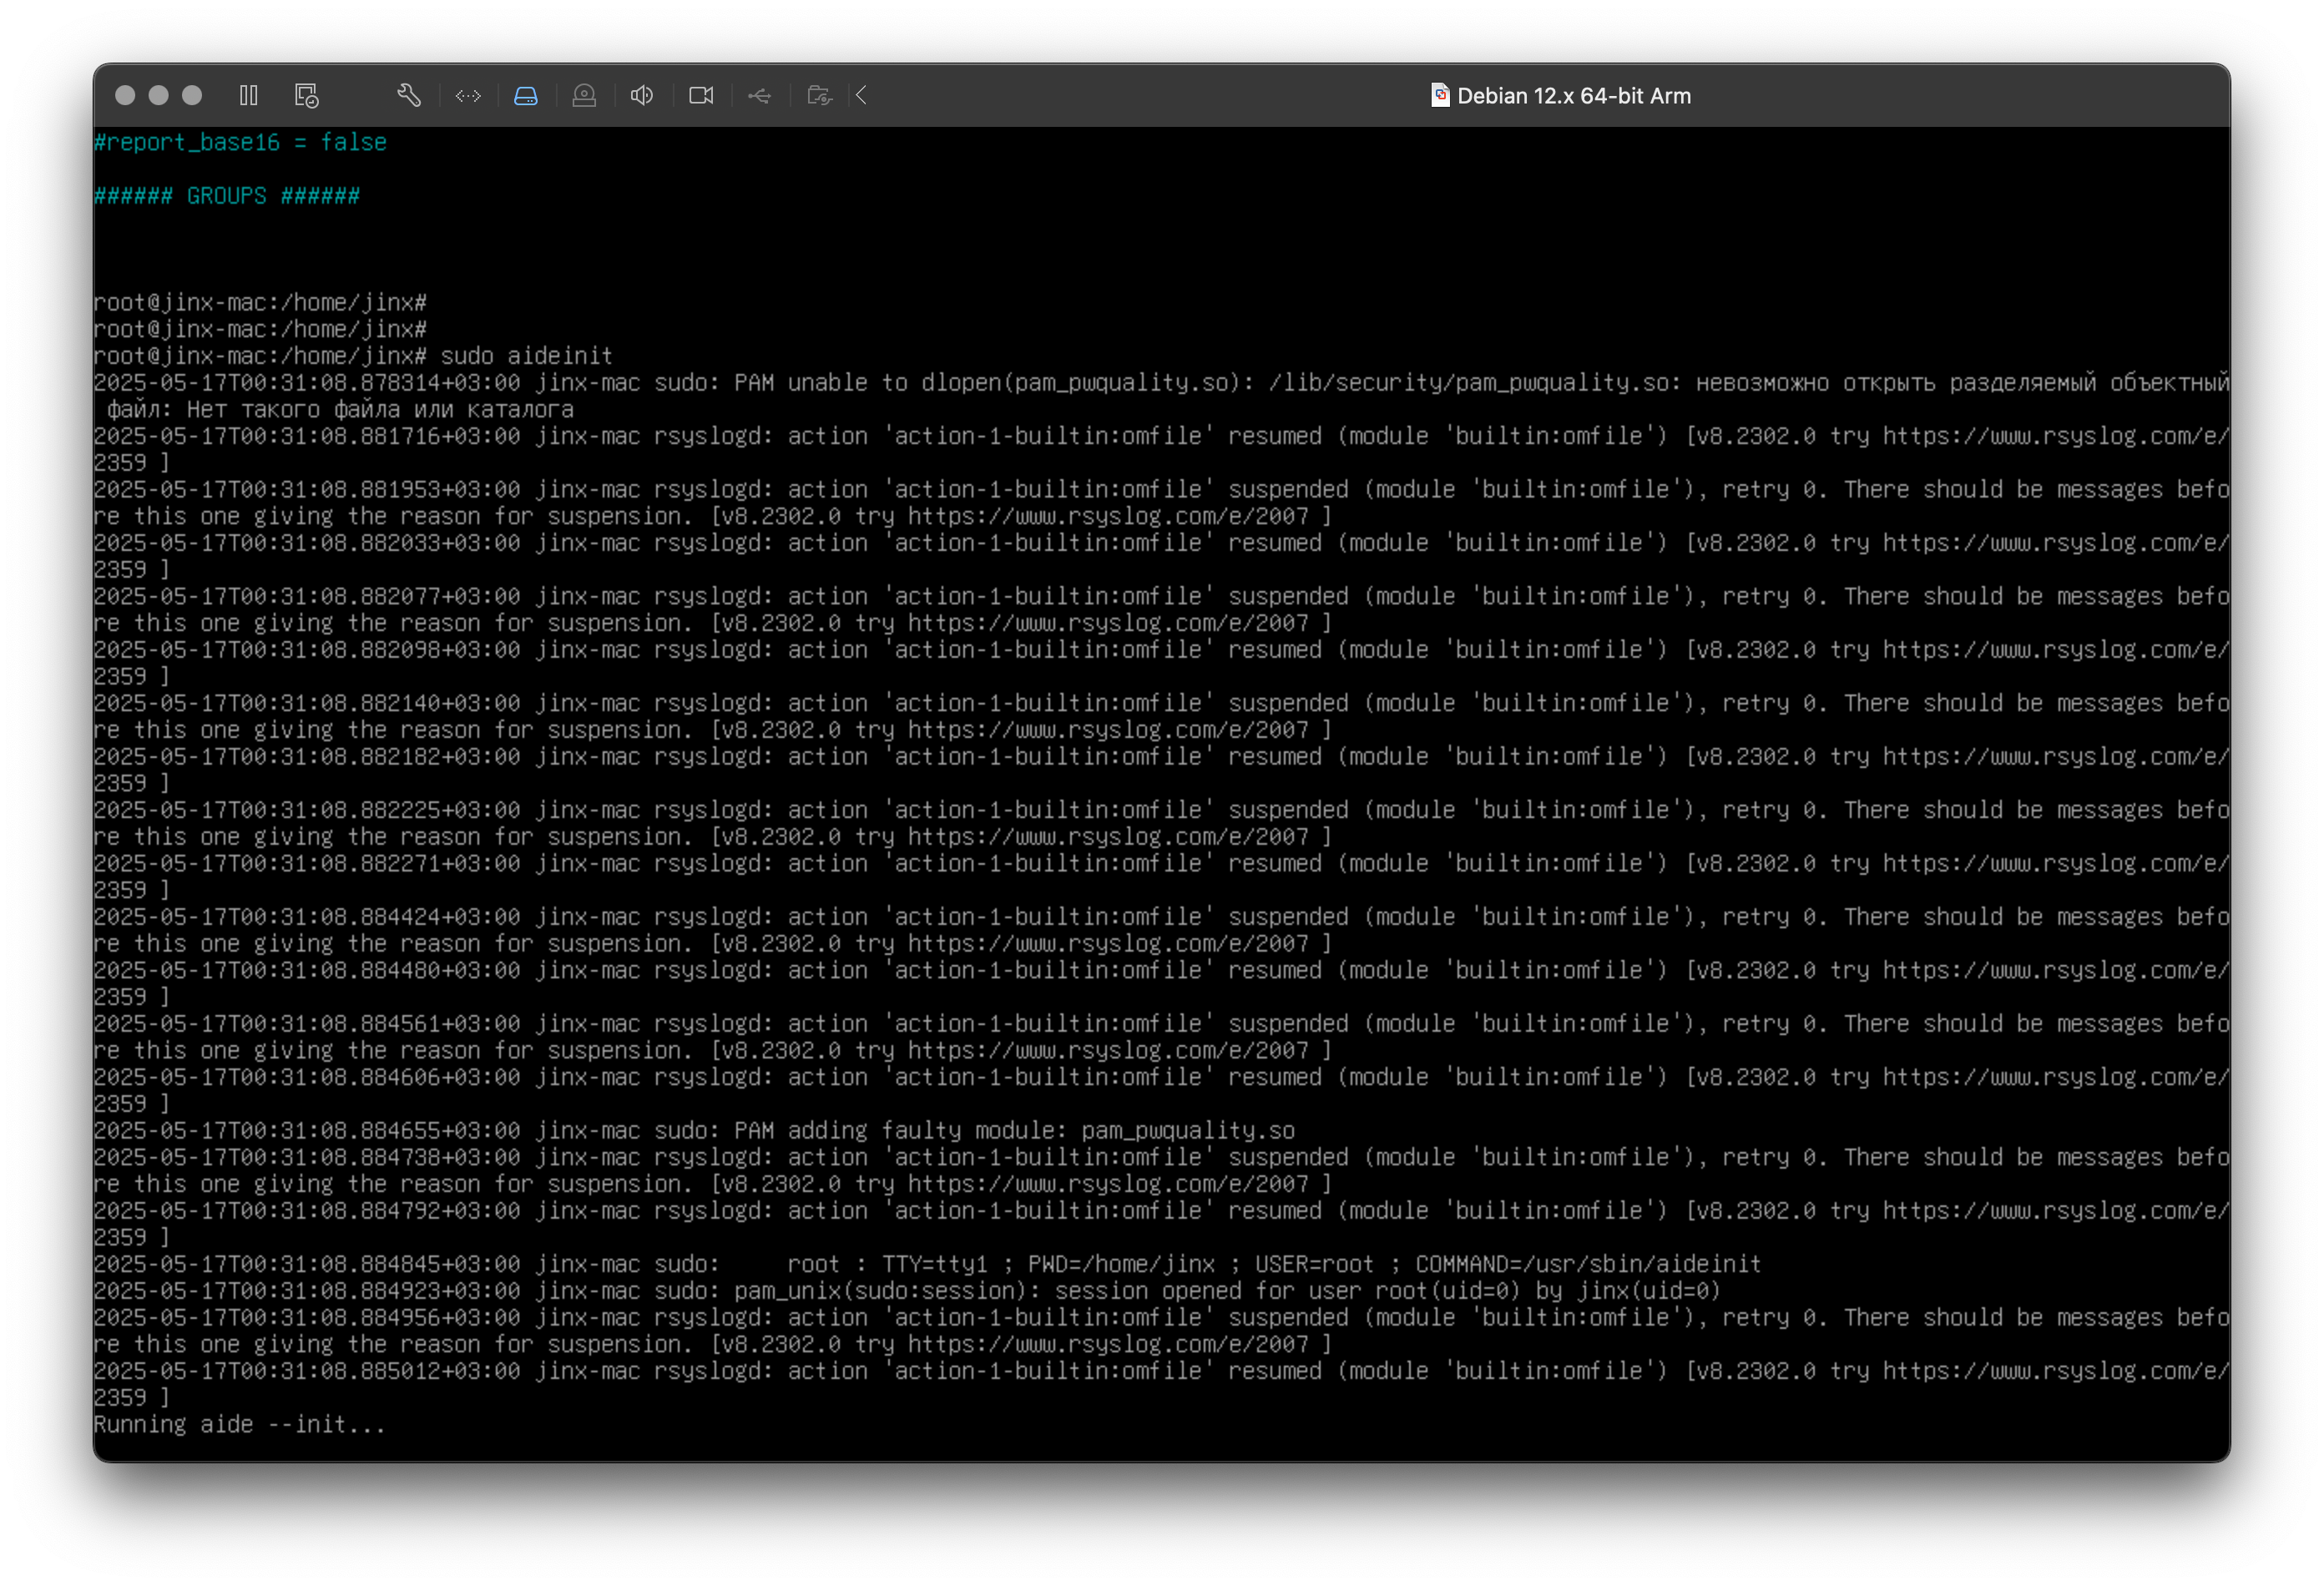 Debian 12.x 64-bit Arm
#report_base16 = false
###### GROUPS ######
root@jinx-mac:/home/jinx#
root@jinx-mac:/home/jinx#
root@jinx-mac:/home/jinx# sudo aideinit
2025-05-17T00:31:08.878314+03:00 jinx-mac sudo: PAM unable to dlopen(pam_pwquality.so): /lib/security/pam_pwquality.so: невозможно открыть разделяемый объектный
файл: Нет такого файла или каталога
2025-05-17T00:31:08.881716+03:00 jinx-mac rsyslogd: action 'action-1-builtin:omfile' resumed (module 'builtin:omfile') [v8.2302.0 try https://www.rsyslog.com/e/
2359 ]
2025-05-17T00:31:08.881953+03:00 jinx-mac rsyslogd: action 'action-1-builtin:omfile' suspended (module 'builtin:omfile'), retry 0. There should be messages befo
re this one giving the reason for suspension. [v8.2302.0 try https://www.rsyslog.com/e/2007 ]
2025-05-17T00:31:08.882033+03:00 jinx-mac rsyslogd: action 'action-1-builtin:omfile' resumed (module 'builtin:omfile') [v8.2302.0 try https://www.rsyslog.com/e/
2359 ]
2025-05-17T00:31:08.882077+03:00 jinx-mac rsyslogd: action 'action-1-builtin:omfile' suspended (module 'builtin:omfile'), retry 0. There should be messages befo
re this one giving the reason for suspension. [v8.2302.0 try https://www.rsyslog.com/e/2007 ]
2025-05-17T00:31:08.882098+03:00 jinx-mac rsyslogd: action 'action-1-builtin:omfile' resumed (module 'builtin:omfile') [v8.2302.0 try https://www.rsyslog.com/e/
2359 ]
2025-05-17T00:31:08.882140+03:00 jinx-mac rsyslogd: action 'action-1-builtin:omfile' suspended (module 'builtin:omfile'), retry 0. There should be messages befo
re this one giving the reason for suspension. [v8.2302.0 try https://www.rsyslog.com/e/2007 ]
2025-05-17T00:31:08.882182+03:00 jinx-mac rsyslogd: action 'action-1-builtin:omfile' resumed (module 'builtin:omfile') [v8.2302.0 try https://www.rsyslog.com/e/
2359 ]
2025-05-17T00:31:08.882225+03:00 jinx-mac rsyslogd: action 'action-1-builtin:omfile' suspended (module 'builtin:omfile'), retry 0. There should be messages befo
re this one giving the reason for suspension. [v8.2302.0 try https://www.rsyslog.com/e/2007 ]
2025-05-17T00:31:08.882271+03:00 jinx-mac rsyslogd: action 'action-1-builtin:omfile' resumed (module 'builtin:omfile') [v8.2302.0 try https://www.rsyslog.com/e/
2359 ]
2025-05-17T00:31:08.884424+03:00 jinx-mac rsyslogd: action 'action-1-builtin:omfile' suspended (module 'builtin:omfile'), retry 0. There should be messages befo
re this one giving the reason for suspension. [v8.2302.0 try https://www.rsyslog.com/e/2007 ]
2025-05-17T00:31:08.884480+03:00 jinx-mac rsyslogd: action 'action-1-builtin:omfile' resumed (module 'builtin:omfile') [v8.2302.0 try https://www.rsyslog.com/e/
2359 ]
2025-05-17T00:31:08.884561+03:00 jinx-mac rsyslogd: action 'action-1-builtin:omfile' suspended (module 'builtin:omfile'), retry 0. There should be messages befo
re this one giving the reason for suspension. [v8.2302.0 try https://www.rsyslog.com/e/2007 ]
2025-05-17T00:31:08.884606+03:00 jinx-mac rsyslogd: action 'action-1-builtin:omfile' resumed (module 'builtin:omfile') [v8.2302.0 try https://www.rsyslog.com/e/
2359 ]
2025-05-17T00:31:08.884655+03:00 jinx-mac sudo: PAM adding faulty module: pam_pwquality.so
2025-05-17T00:31:08.884738+03:00 jinx-mac rsyslogd: action 'action-1-builtin:omfile' suspended (module 'builtin:omfile'), retry 0. There should be messages befo
re this one giving the reason for suspension. [v8.2302.0 try https://www.rsyslog.com/e/2007 ]
2025-05-17T00:31:08.884792+03:00 jinx-mac rsyslogd: action 'action-1-builtin:omfile' resumed (module 'builtin:omfile') [v8.2302.0 try https://www.rsyslog.com/e/
2359 ]
2025-05-17T00:31:08.884845+03:00 jinx-mac sudo:     root : TTY=tty1 ; PWD=/home/jinx ; USER=root ; COMMAND=/usr/sbin/aideinit
2025-05-17T00:31:08.884923+03:00 jinx-mac sudo: pam_unix(sudo:session): session opened for user root(uid=0) by jinx(uid=0)
2025-05-17T00:31:08.884956+03:00 jinx-mac rsyslogd: action 'action-1-builtin:omfile' suspended (module 'builtin:omfile'), retry 0. There should be messages befo
re this one giving the reason for suspension. [v8.2302.0 try https://www.rsyslog.com/e/2007 ]
2025-05-17T00:31:08.885012+03:00 jinx-mac rsyslogd: action 'action-1-builtin:omfile' resumed (module 'builtin:omfile') [v8.2302.0 try https://www.rsyslog.com/e/
2359 ]
Running aide --init...